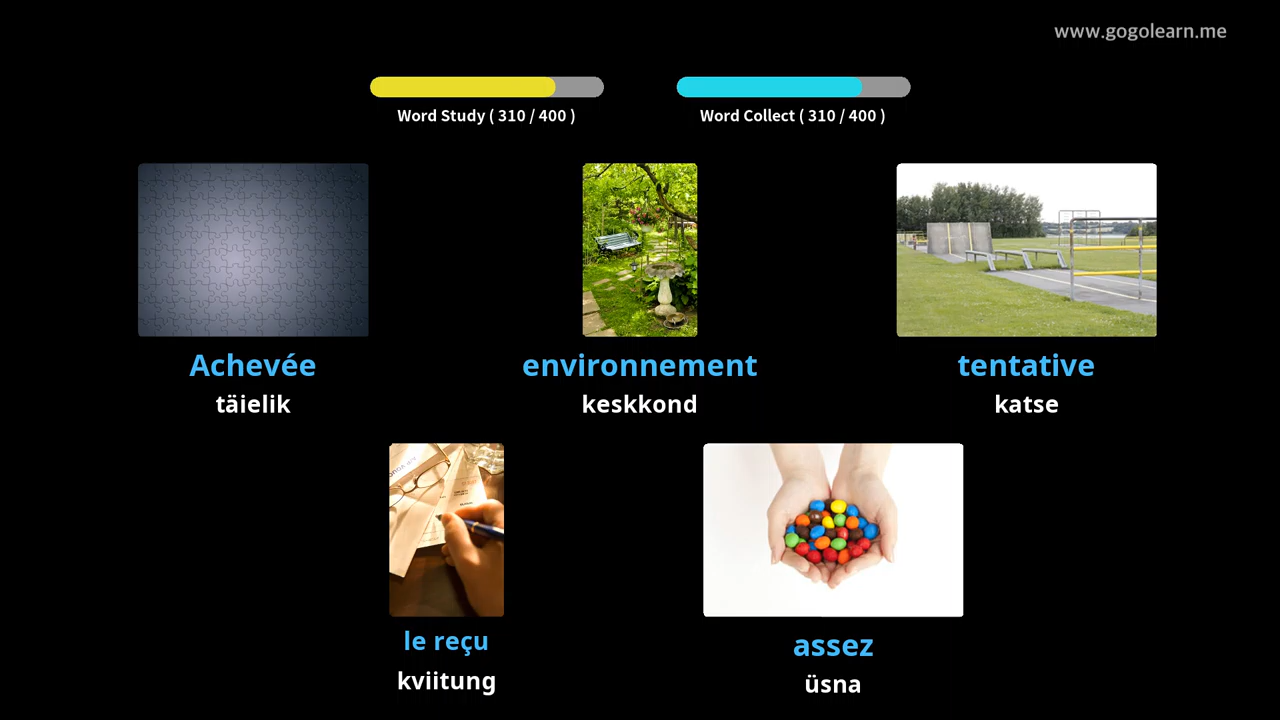 www.gogolearn.me
Word Study ( 310 / 400 )
Word Collect ( 310 / 400 )
Achevée
täielik
environnement
keskkond
tentative
katse
le reçu
kviitung
assez
üsna